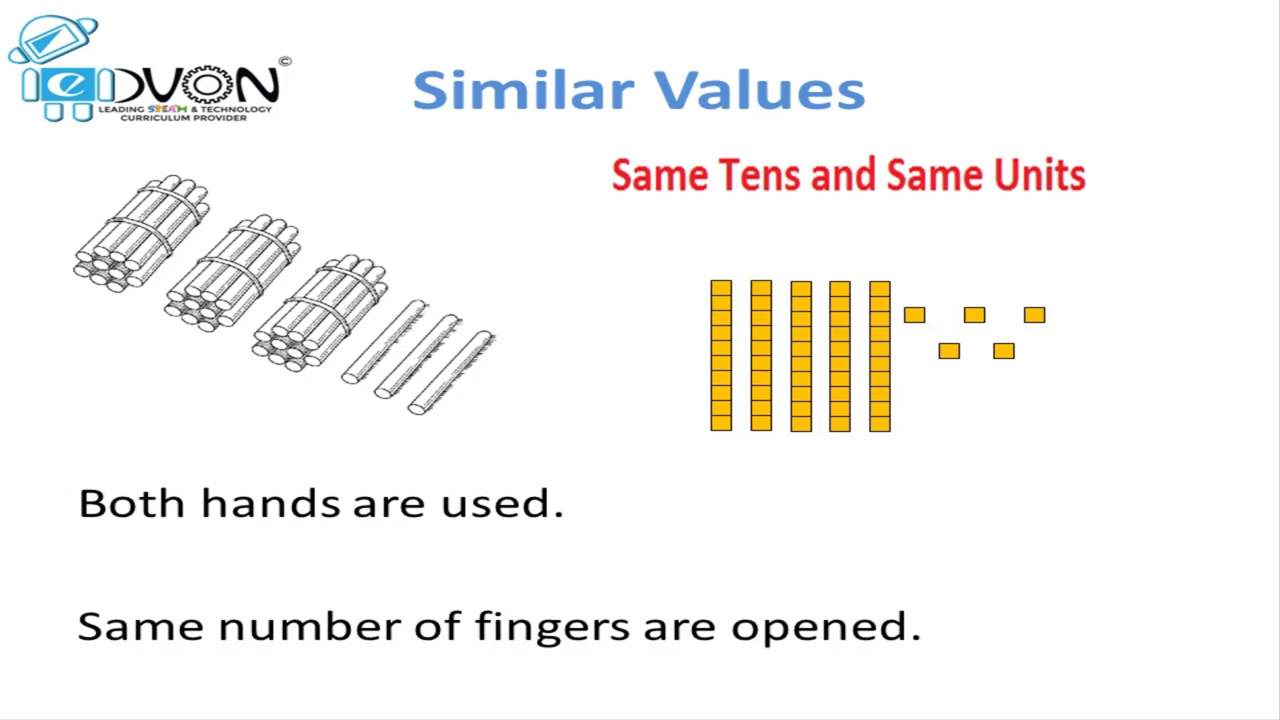 eDVON©
LEADING STEAM & TECHNOLOGY
CURRICULUM PROVIDER
Similar Values
Same Tens and Same Units
Both hands are used.
Same number of fingers are opened.